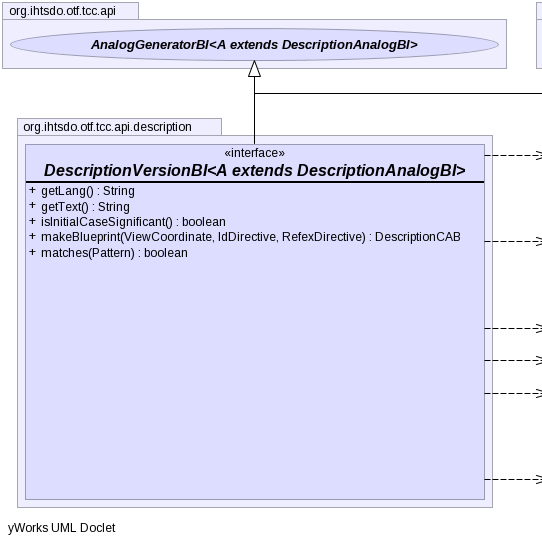 org.ihtsdo.otf.tcc.api
AnalogGeneratorBI<A extends DescriptionAnalogBI>
org.ihtsdo.otf.tcc.api.description
«interface»
DescriptionVersionBI<A extends DescriptionAnalogBI>
+ getLang() : String
+ getText() : String
+ isInitialCaseSignificant() : boolean
+ makeBlueprint(ViewCoordinate, IdDirective, RefexDirective) : DescriptionCAB
+ matches(Pattern) : boolean
yWorks UML Doclet